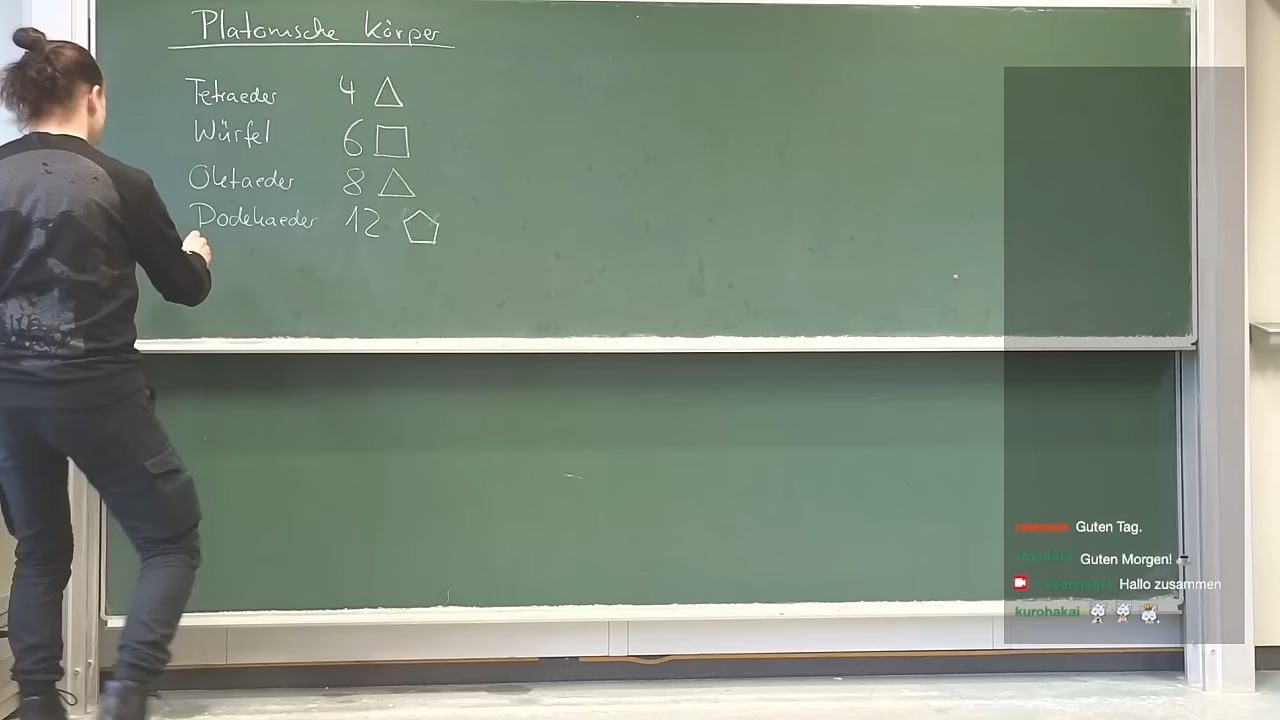 Platonische Körper
Tetraeder 4
Würfel 6
Oktaeder 8
Dodekaeder 12
Guten Tag.
Guten Morgen!
Hallo zusammen
kurohakai